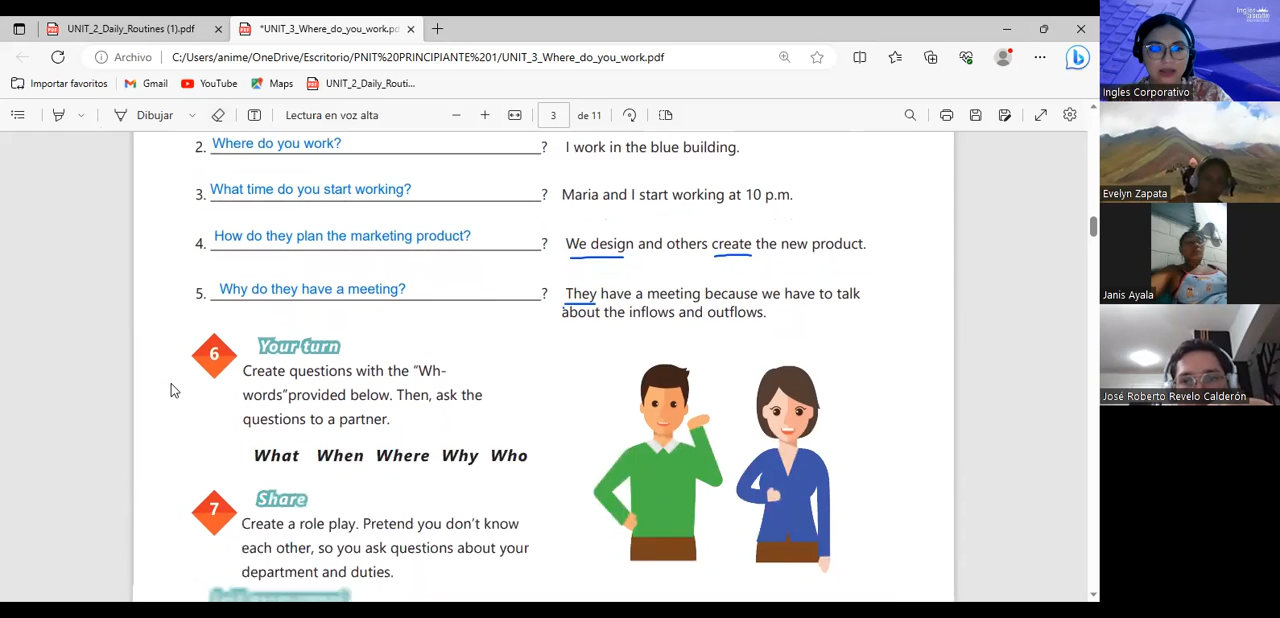 UNIT_2_Daily_Routines (1).pdf
*UNIT_3_Where_do_you_work.pd
Archivo
C:/Users/anime/OneDrive/Escritorio/PNIT%20PRINCIPIANTE%201/UNIT_3_Where_do_you_work.pdf
Importar favoritos
Gmail
YouTube
Maps
UNIT_2_Daily_Routi...
Dibujar
Lectura en voz alta
3
de 11
2. Where do you work? ? I work in the blue building.
3. What time do you start working? ? Maria and I start working at 10 p.m.
4. How do they plan the marketing product? ? We design and others create the new product.
5. Why do they have a meeting? ? They have a meeting because we have to talk
about the inflows and outflows.
6 Your turn
Create questions with the "Wh-
words"provided below. Then, ask the
questions to a partner.
What When Where Why Who
7 Share
Create a role play. Pretend you don't know
each other, so you ask questions about your
department and duties.
Ingles Corporativo
Evelyn Zapata
Janis Ayala
José Roberto Revelo Calderón